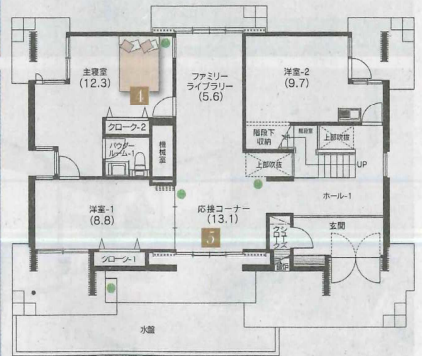 主寝室
(12.3)
4
ファミリー
ライブラリー
(5.6)
洋室-2
(9.7)
クローク-2
パウダー
ルーム-1
機械室
階段下
収納
上部吹抜
上部吹抜
UP
洋室-1
(8.8)
応接コーナー
(13.1)
5
ホール-1
シューズ
クローク
玄関
クローク-1
水盤